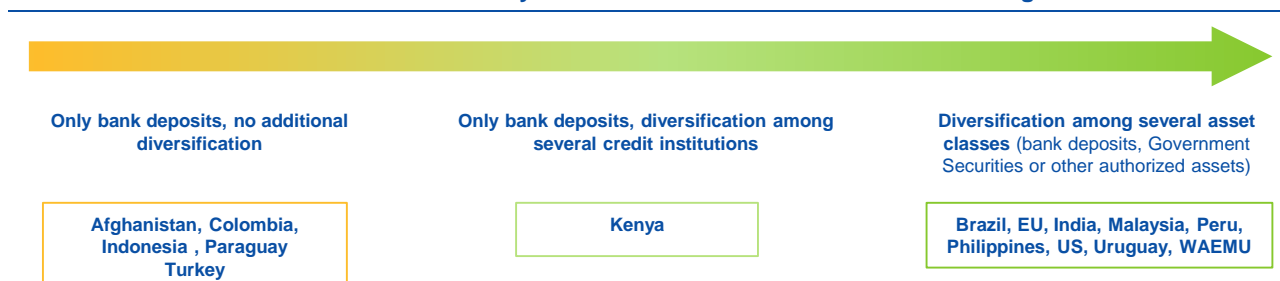 Only bank deposits, no additional
diversification
Only bank deposits, diversification among
several credit institutions
Diversification among several asset
classes (bank deposits, Government
Securities or other authorized assets)
Afghanistan, Colombia,
Indonesia , Paraguay
Turkey
Kenya
Brazil, EU, India, Malaysia, Peru,
Philippines, US, Uruguay, WAEMU